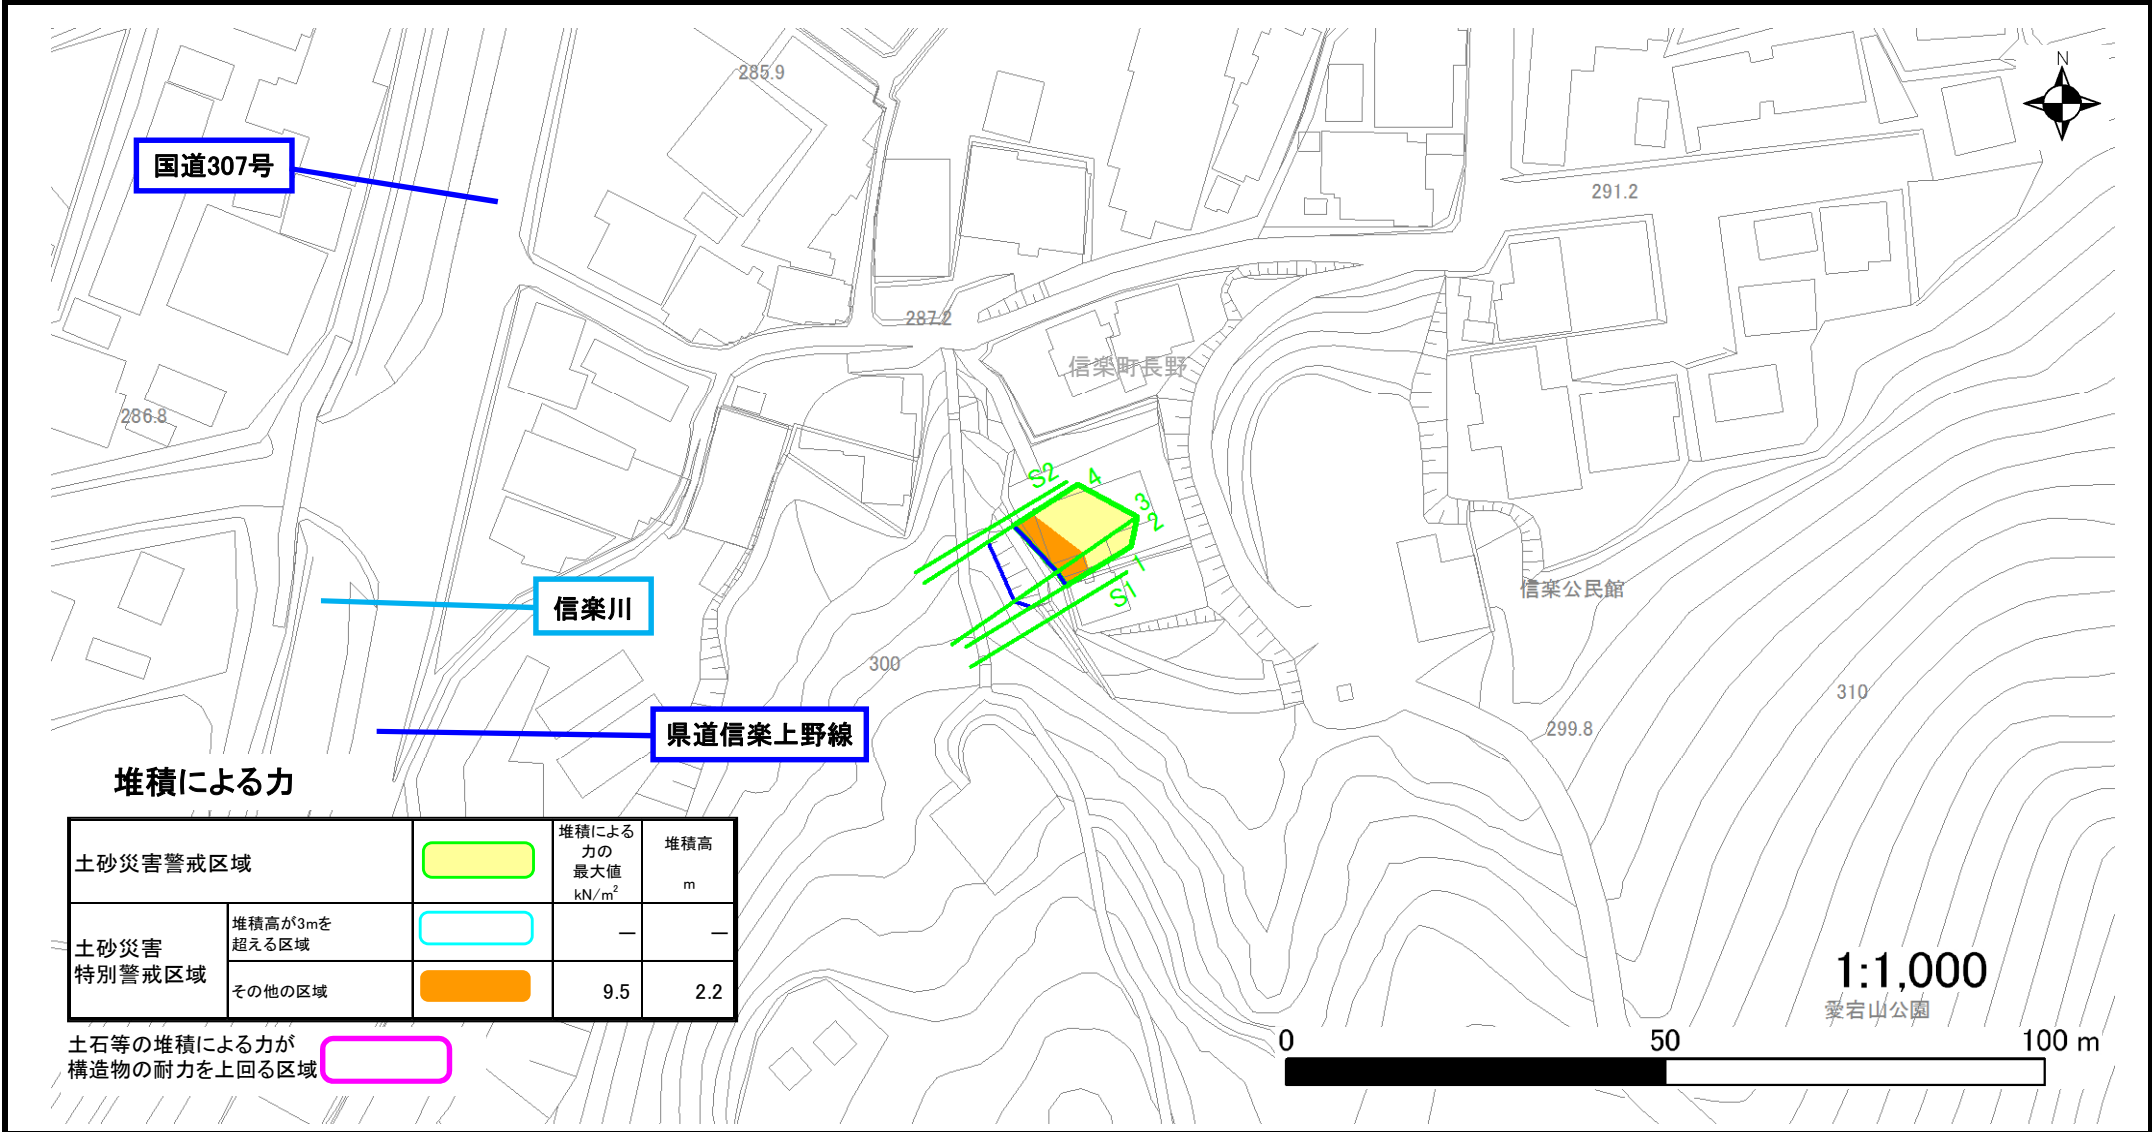 N
285.9
国道307号
291.2
287.2
信楽町長野
286.8
S2
4
3
2
1
S1
信楽公民館
信楽川
300
310
299.8
県道信楽上野線
堆積による力
堆積による
力の
最大値
kN/m²
堆積高
m
土砂災害警戒区域
土砂災害
特別警戒区域
堆積高が3mを
超える区域
—
—
その他の区域
9.5
2.2
土石等の堆積による力が
構造物の耐力を上回る区域
1:1,000
愛宕山公園
0
50
100 m